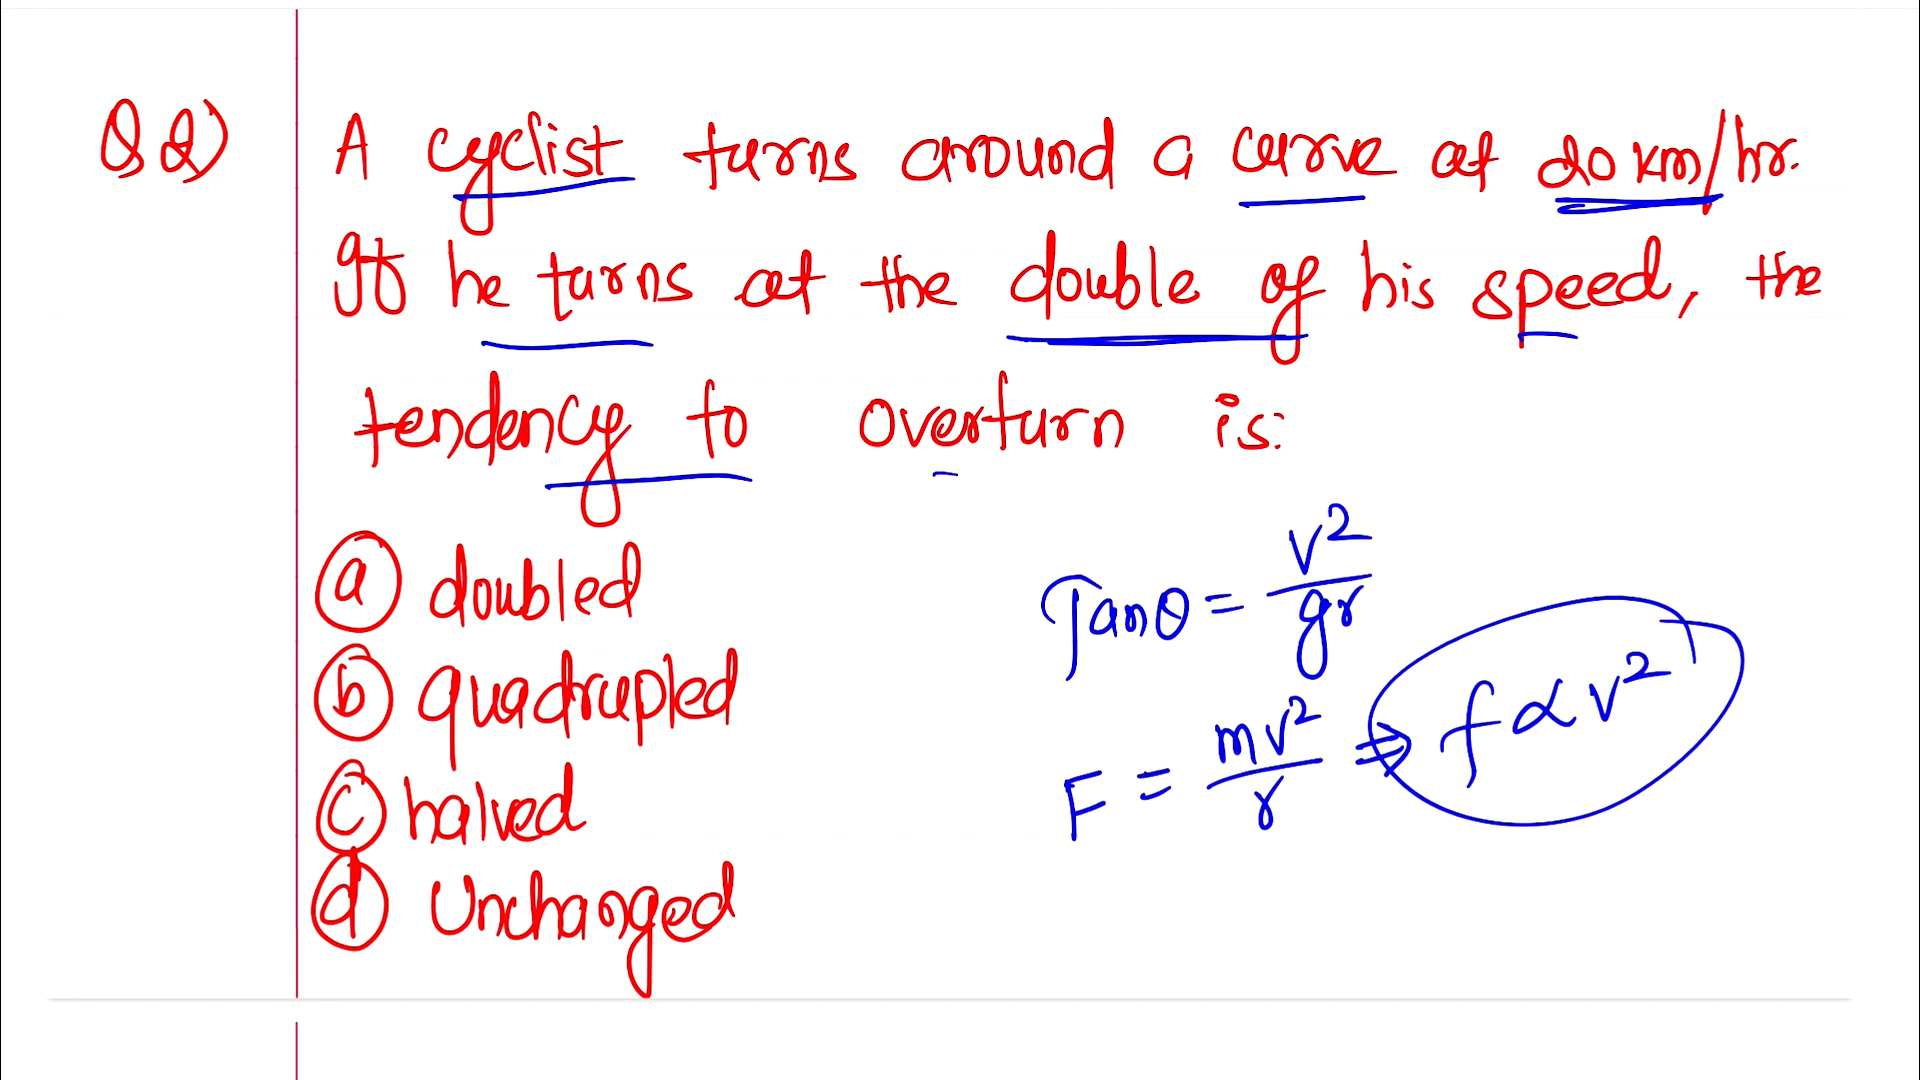 Q2) A cyclist turns around a curve at 20 km/hr.
If he turns at the double of his speed, the
tendency to overturn is:
(a) doubled
(b) quadrupled
(c) halved
(d) Unchanged
Tanθ = v²/gr
F = mv²/r ⇒ f ∝ v²